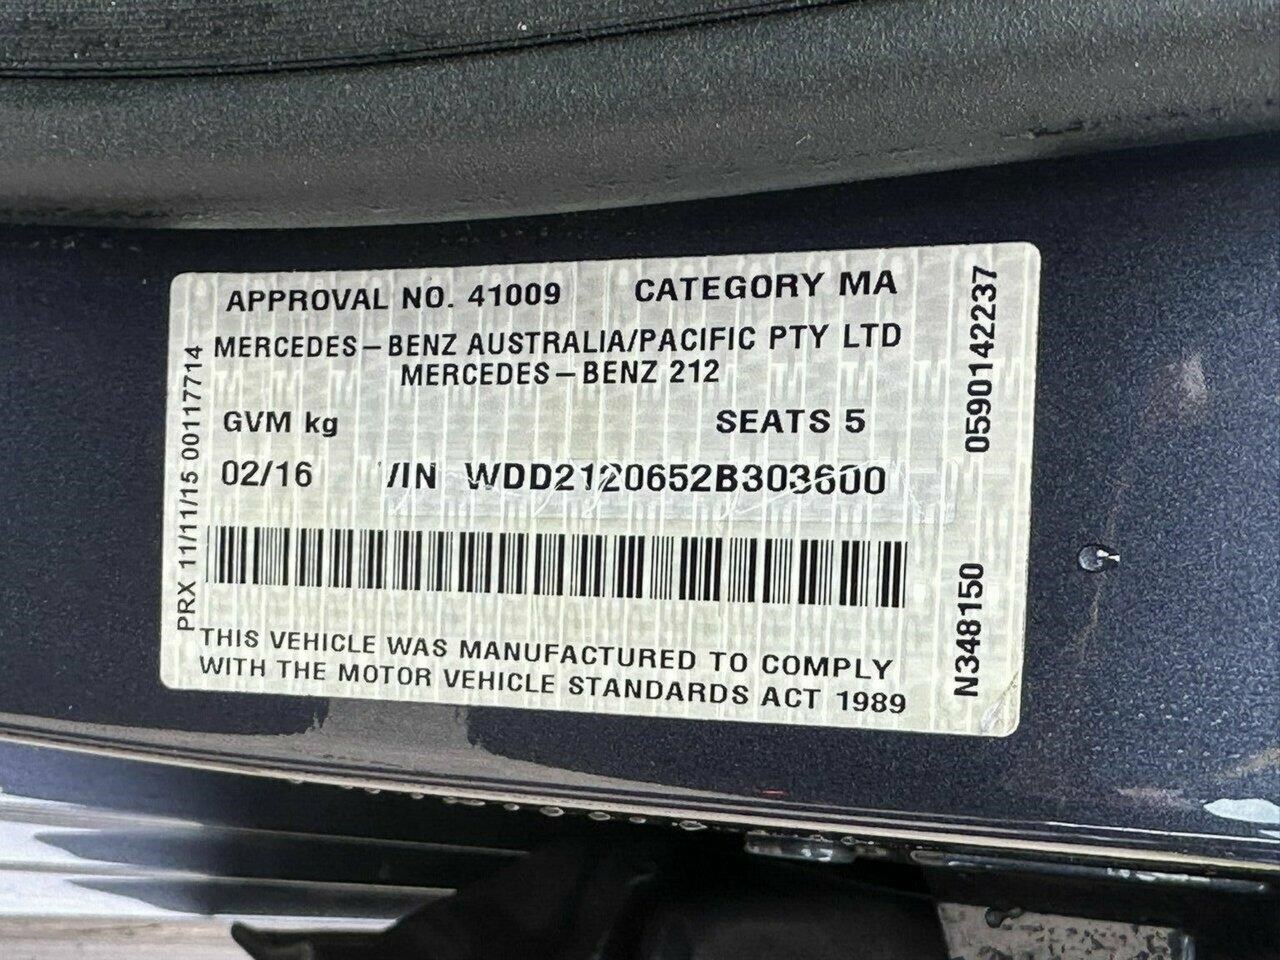 APPROVAL NO. 41009 CATEGORY MA
MERCEDES-BENZ AUSTRALIA/PACIFIC PTY LTD
MERCEDES-BENZ 212
GVM kg SEATS 5
02/16 VIN WDD2120652B303600
THIS VEHICLE WAS MANUFACTURED TO COMPLY
WITH THE MOTOR VEHICLE STANDARDS ACT 1989
PRX 11/11/15 00117714
N348150 0590142237